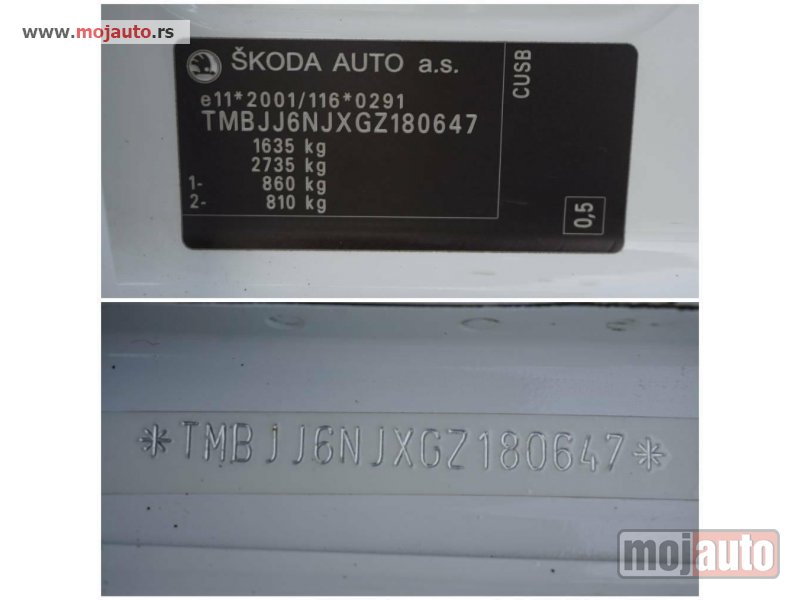 www.mojauto.rs
ŠKODA AUTO a.s.
CUSB
e11*2001/116*0291
TMBJJ6NJXGZ180647
1635 kg
2735 kg
1- 860 kg
2- 810 kg
0,5
*TMBJJ6NJXGZ180647*
mojauto